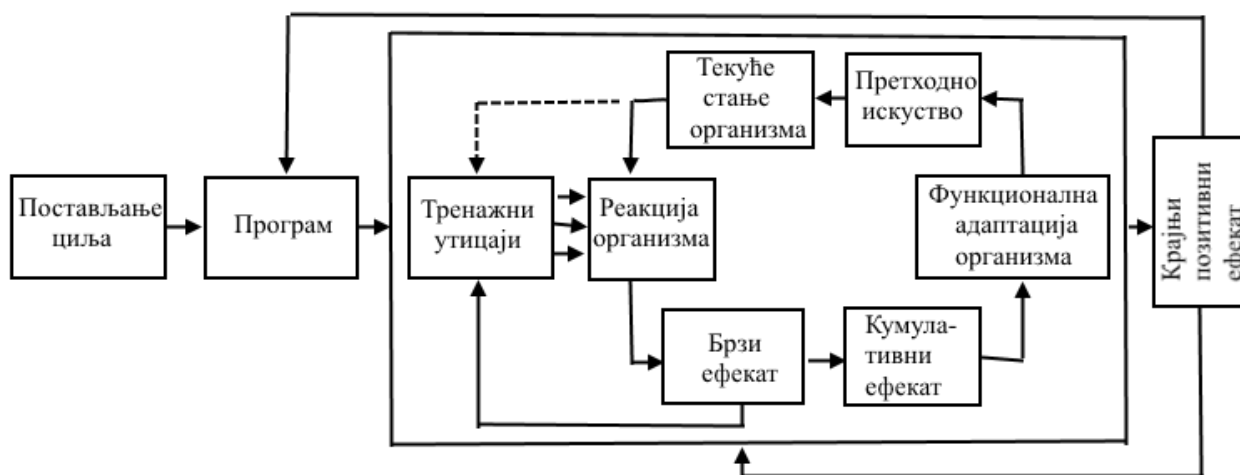 Постављање
циља
Програм
Тренажни
утицаји
Реакција
организма
Текуће
стање
организма
Претходно
искуство
Функционална
адаптација
организма
Брзи
ефекат
Кумула-
тивни
ефекат
Крајњи
позитивни
ефекат